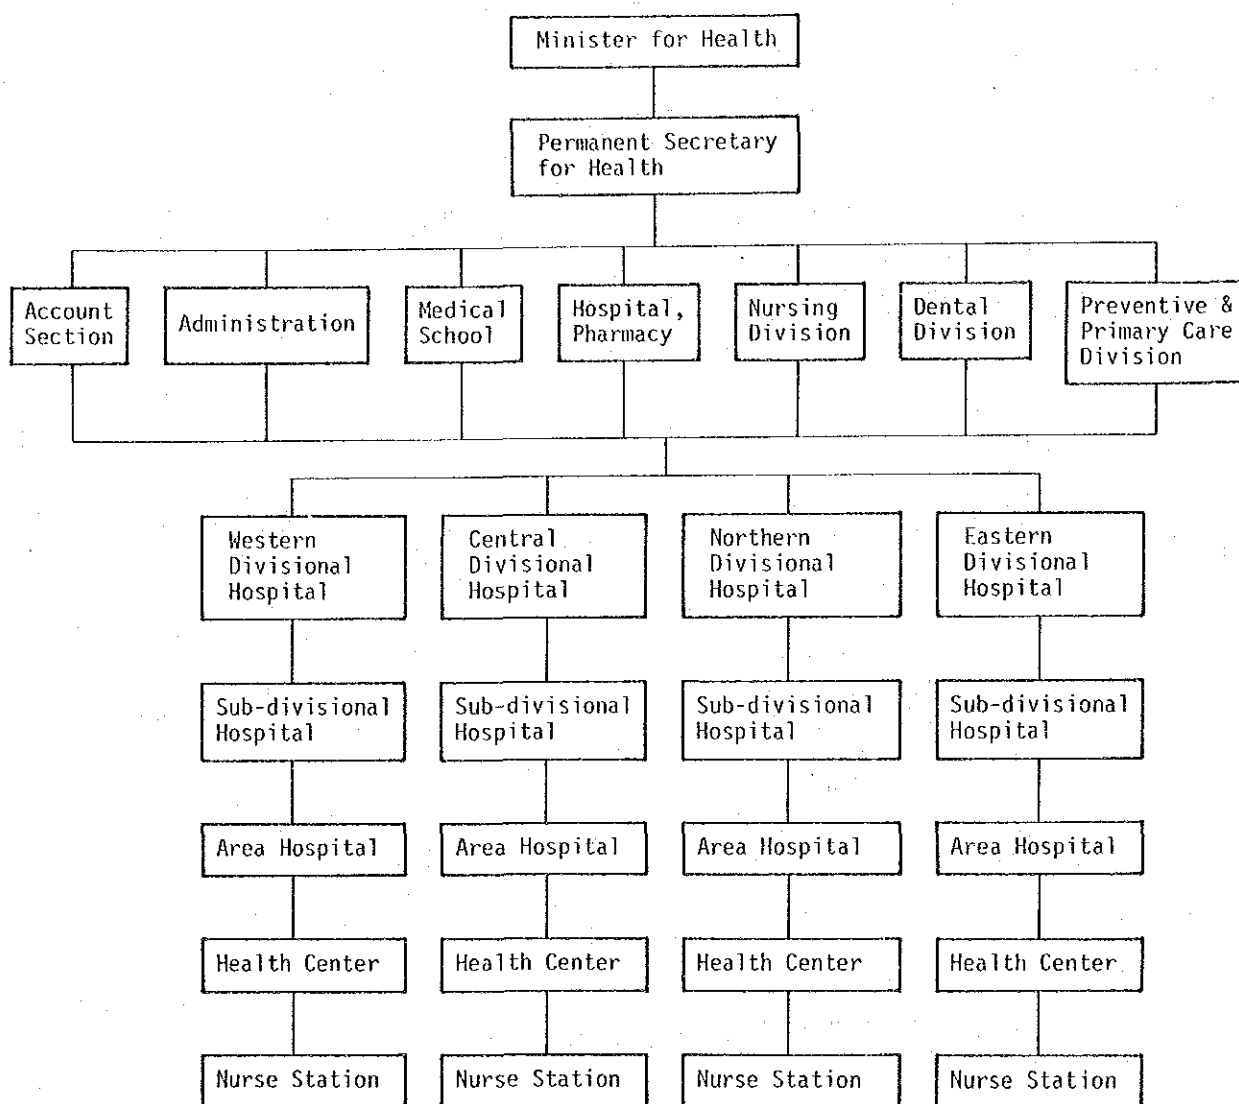 Minister for Health
Permanent Secretary
for Health
Account
Section
Administration
Medical
School
Hospital,
Pharmacy
Nursing
Division
Dental
Division
Preventive &
Primary Care
Division
Western
Divisional
Hospital
Central
Divisional
Hospital
Northern
Divisional
Hospital
Eastern
Divisional
Hospital
Sub-divisional
Hospital
Sub-divisional
Hospital
Sub-divisional
Hospital
Sub-divisional
Hospital
Area Hospital
Area Hospital
Area Hospital
Area Hospital
Health Center
Health Center
Health Center
Health Center
Nurse Station
Nurse Station
Nurse Station
Nurse Station